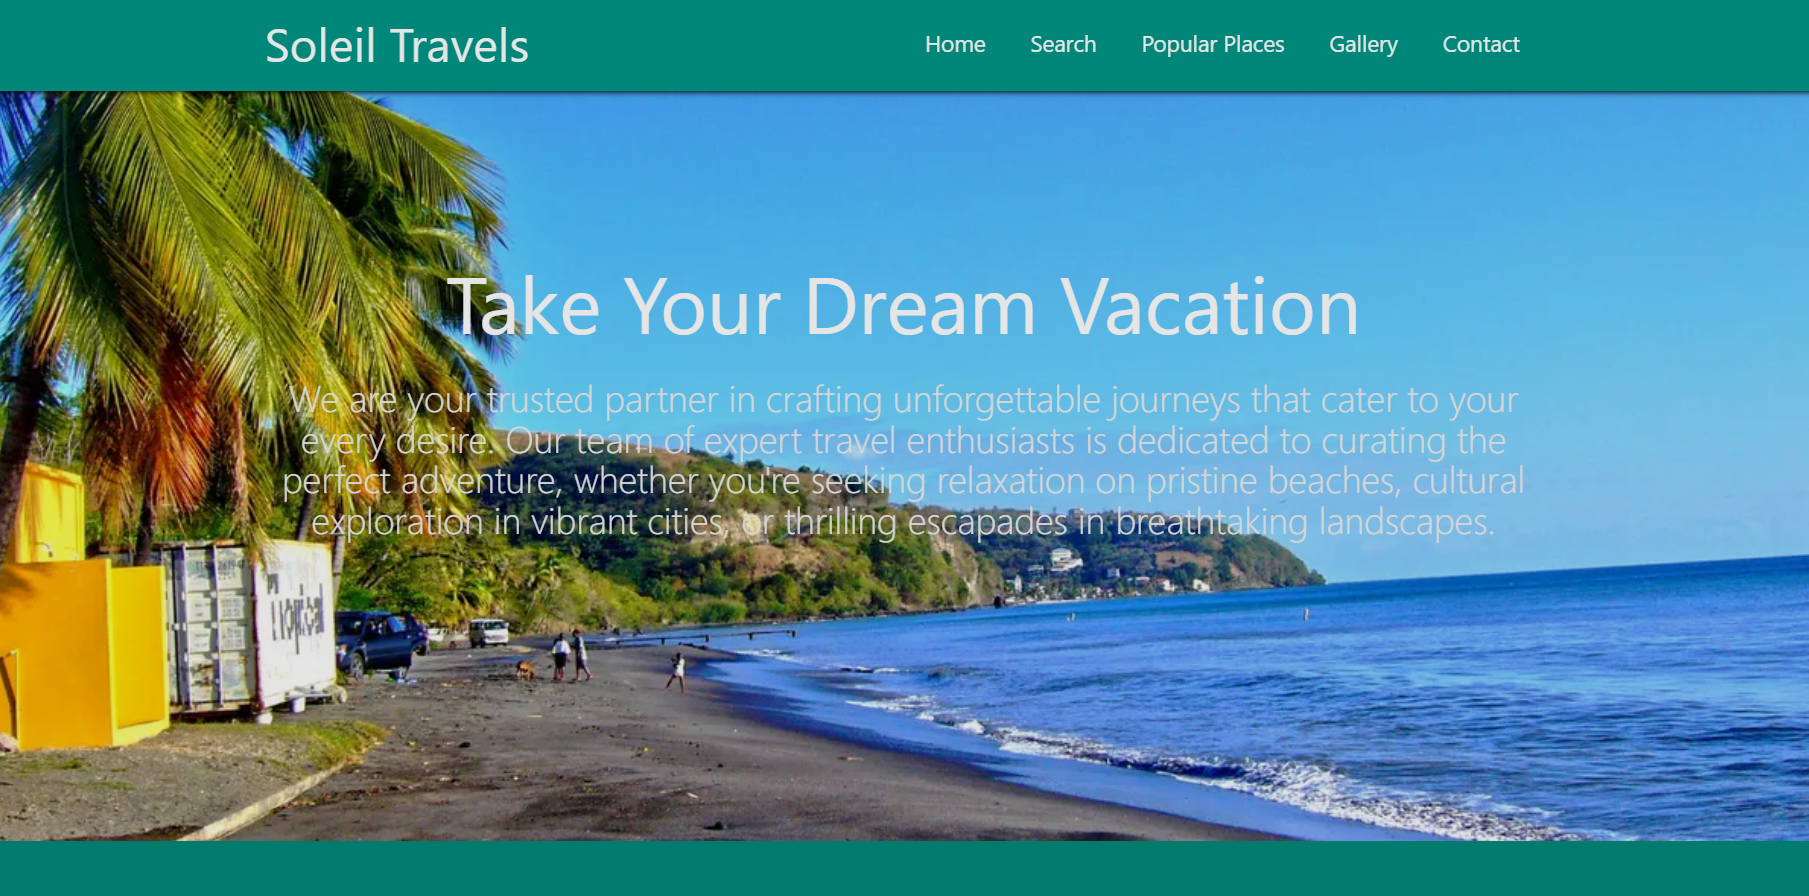 Soleil Travels
Home Search Popular Places Gallery Contact
Take Your Dream Vacation
We are your trusted partner in crafting unforgettable journeys that cater to your
every desire. Our team of expert travel enthusiasts is dedicated to curating the
perfect adventure, whether you're seeking relaxation on pristine beaches, cultural
exploration in vibrant cities, or thrilling escapades in breathtaking landscapes.